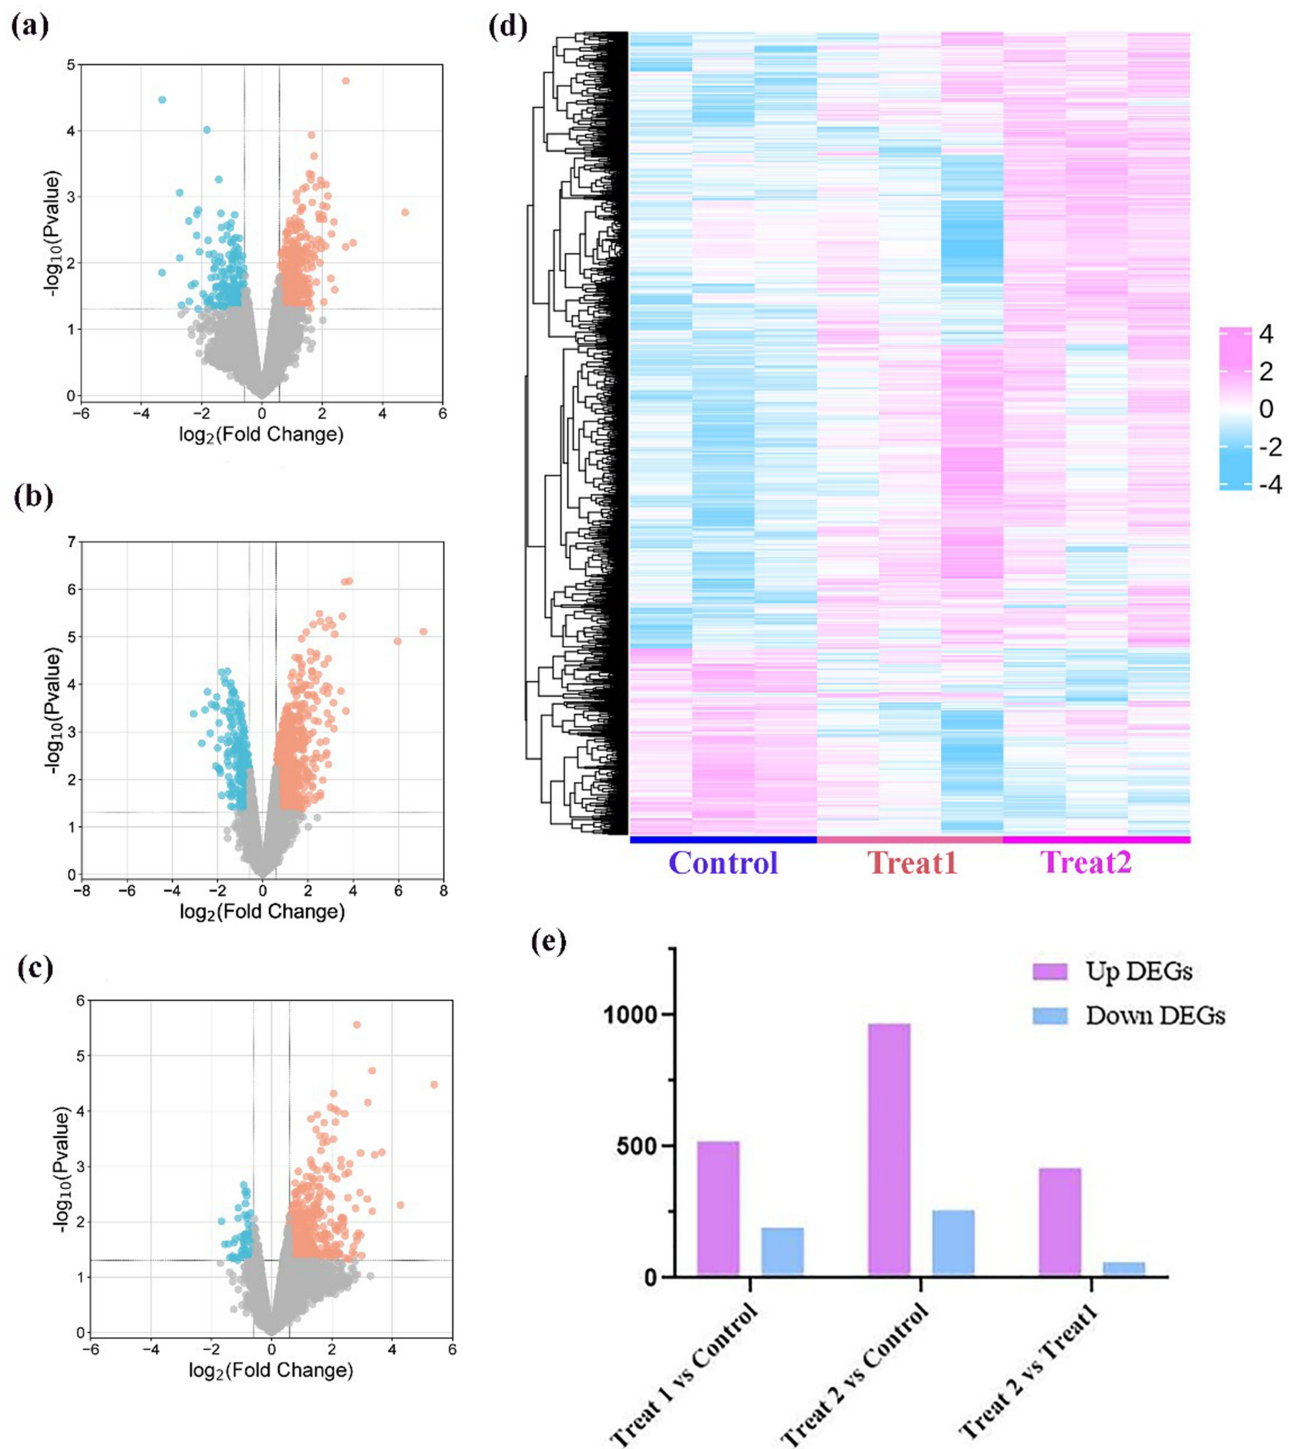 (a)
5
4
3
2
1
0
-log10(Pvalue)
−6 −4 −2 0 2 4 6
log2(Fold Change)
(b)
7
6
5
4
3
2
1
0
-log10(Pvalue)
−8 −6 −4 −2 0 2 4 6 8
log2(Fold Change)
(c)
6
5
4
3
2
1
0
-log10(Pvalue)
−6 −4 −2 0 2 4 6
log2(Fold Change)
(d)
4
2
0
-2
-4
Control Treat1 Treat2
(e)
Up DEGs
Down DEGs
1000
500
0
Treat 1 vs Control
Treat 2 vs Control
Treat 2 vs Treat1